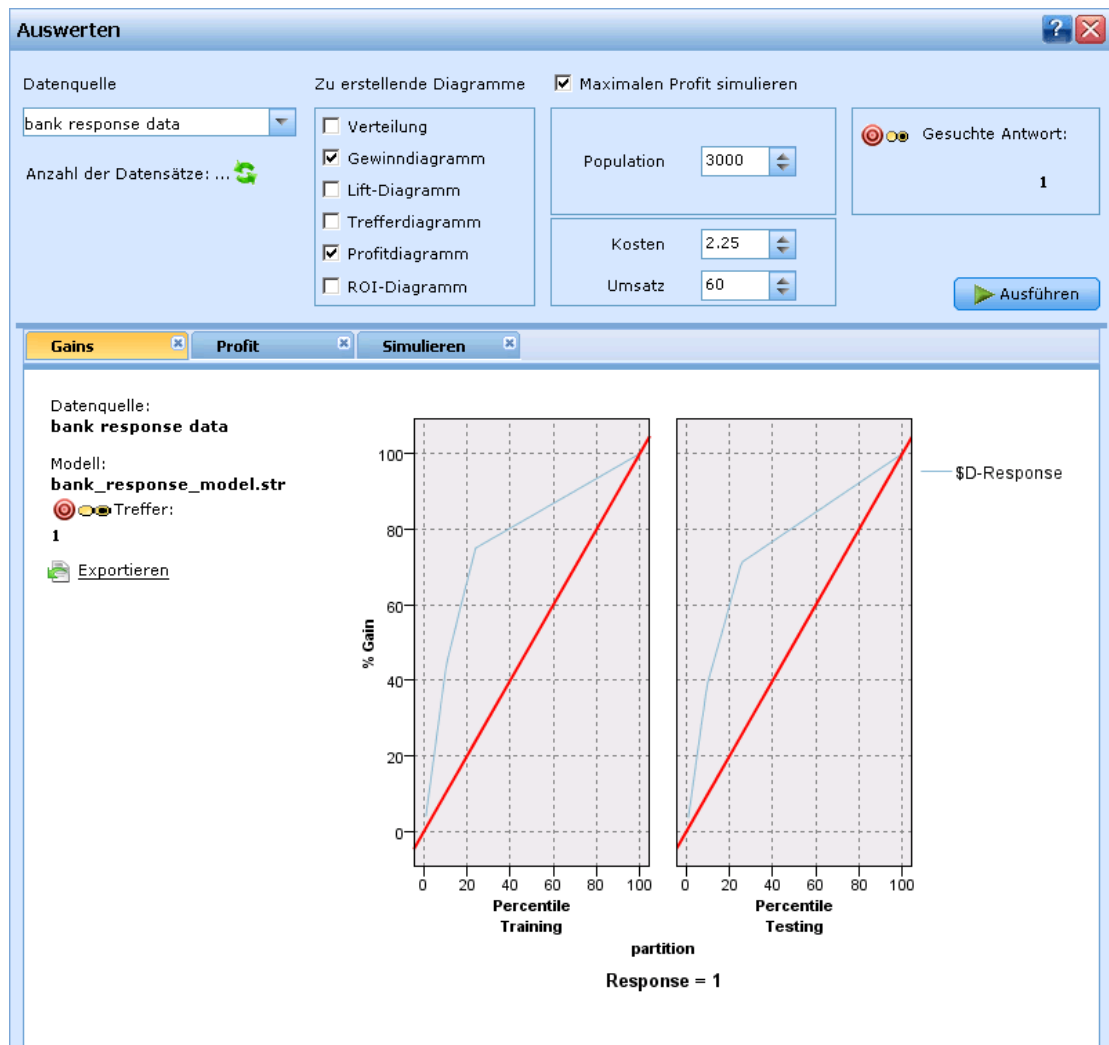 Auswerten
Datenquelle
bank response data
Anzahl der Datensätze: ...
Zu erstellende Diagramme
Verteilung
Gewinndiagramm
Lift-Diagramm
Trefferdiagramm
Profitdiagramm
ROI-Diagramm
Maximalen Profit simulieren
Population 3000
Kosten 2.25
Umsatz 60
Gesuchte Antwort:
1
Ausführen
Gains
Profit
Simulieren
Datenquelle:
bank response data
Modell:
bank_response_model.str
Treffer:
1
Exportieren
% Gain
100
80
60
40
20
0
0 20 40 60 80 100
Percentile
Training
0 20 40 60 80 100
Percentile
Testing
partition
Response = 1
$D-Response